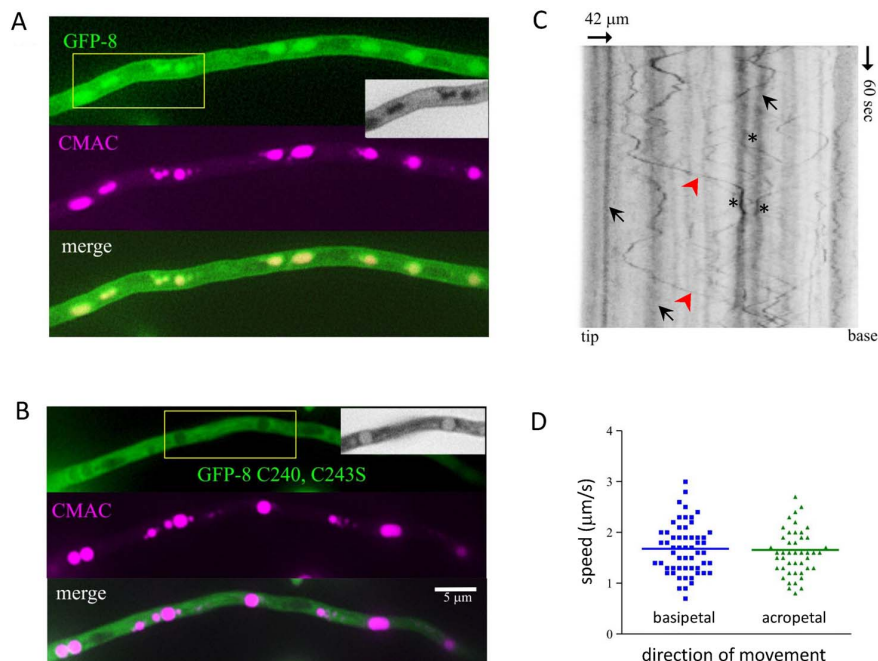 A
GFP-8
CMAC
merge
B
GFP-8 C240, C243S
CMAC
merge
5 μm
C
42 μm
60 sec
*
* *
tip base
D
4
3
2
1
0
speed (μm/s)
basipetal acropetal
direction of movement